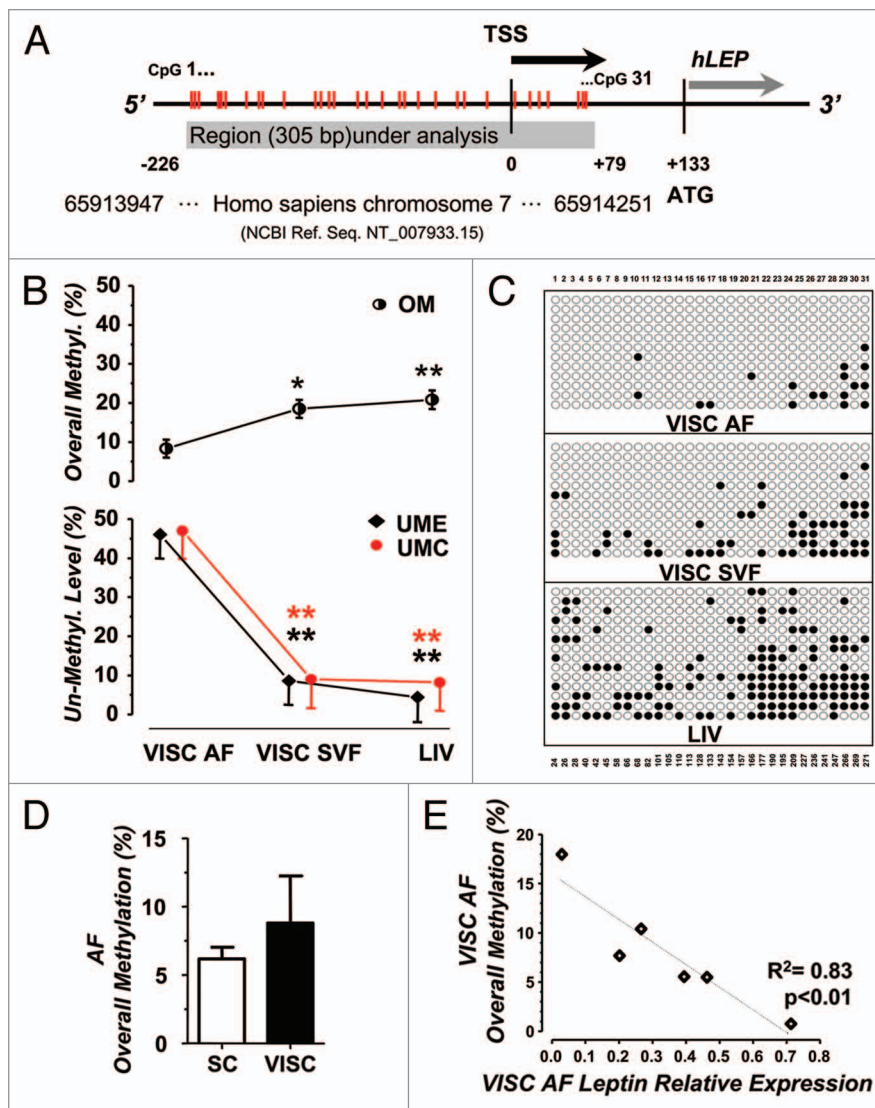 A
TSS
hLEP
CpG 1...
...CpG 31
5’
3’
Region (305 bp)under analysis
-226
0
+79
+133
ATG
65913947 ··· Homo sapiens chromosome 7 ··· 65914251
(NCBI Ref. Seq. NT_007933.15)
B
Overall Methyl. (%)
50
40
30
20
10
0
OM
*
**
Un-Methyl. Level (%)
50
40
30
20
10
0
UME
UMC
**
**
**
**
VISC AF
VISC SVF
LIV
C
1 2 3 4 5 6 7 8 9 10 11 12 13 14 15 16 17 18 19 20 21 22 23 24 25 26 27 28 29 30 31
VISC AF
VISC SVF
LIV
24 26 28 40 42 45 58 66 68 82 101 105 110 113 128 133 143 154 157 166 177 190 195 209 227 236 241 247 266 269 271
D
AF
Overall Methylation (%)
15
10
5
0
SC
VISC
E
VISC AF
Overall Methylation (%)
20
15
10
5
0
R2= 0.83
p<0.01
0.0 0.1 0.2 0.3 0.4 0.5 0.6 0.7 0.8
VISC AF Leptin Relative Expression